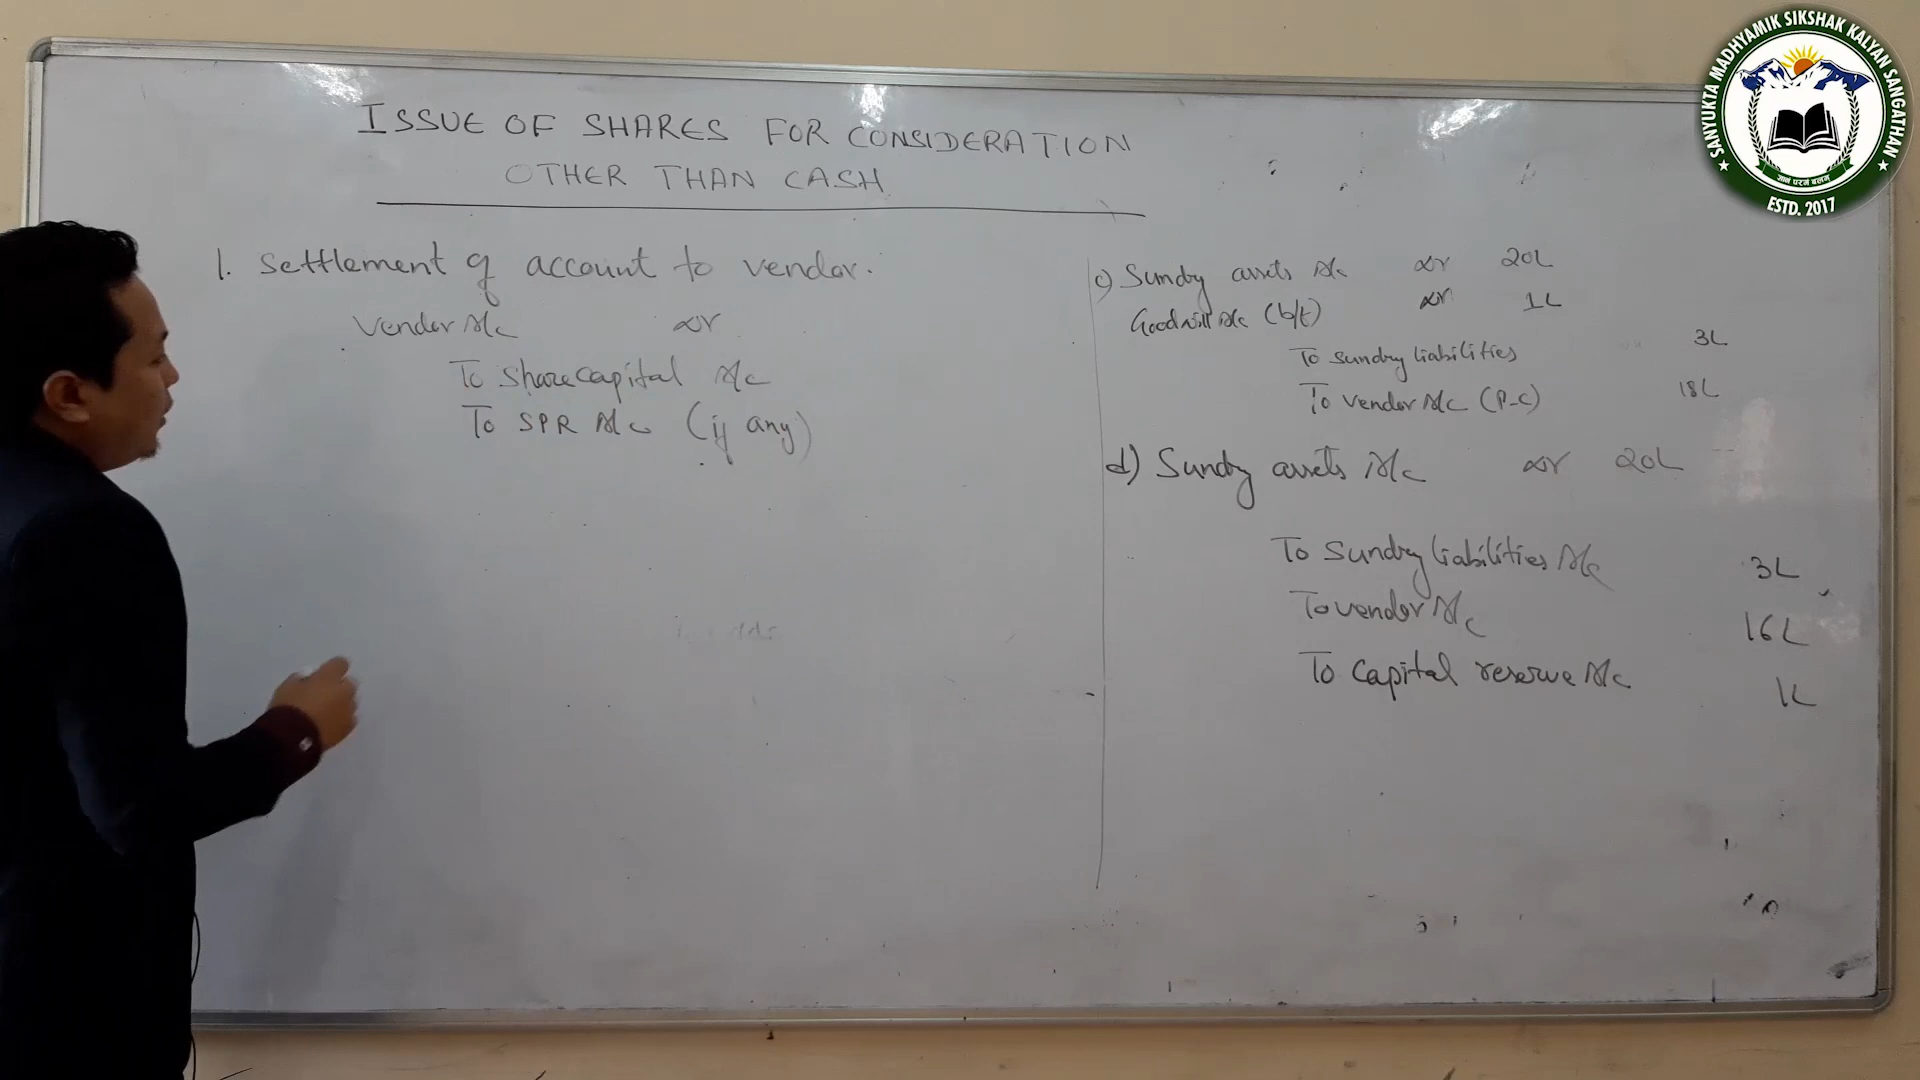 ISSUE OF SHARES FOR CONSIDERATION
OTHER THAN CASH
1. Settlement of account to vendor.
Vendor A/c Dr
To Share capital A/c
To SPR A/c (if any)
c) Sundry assets A/c Dr 20L
Goodwill A/c (b/f) Dr 1L
To Sundry liabilities 3L
To vendor A/c (P.C) 18L
d) Sundry assets A/c Dr 20L
To Sundry liabilities A/c 3L
To vendor A/c 16L
To Capital reserve A/c 1L
SANYUKTA MADHYAMIK SIKSHAK KALYAN SANGATHAN
ज्ञानं परमं बलम्
ESTD. 2017